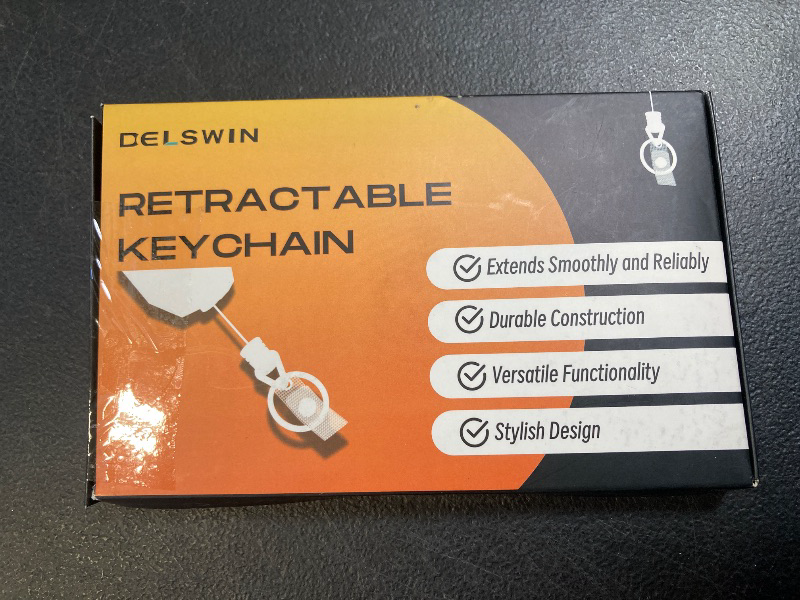 DELSWIN
RETRACTABLE
KEYCHAIN
Extends Smoothly and Reliably
Durable Construction
Versatile Functionality
Stylish Design